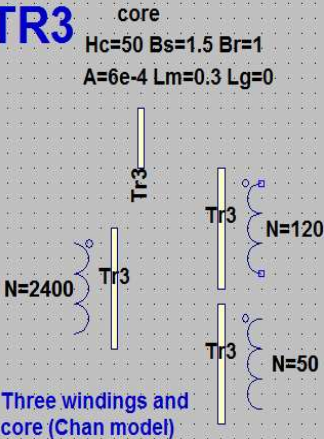 TR3
core
Hc=50 Bs=1.5 Br=1
A=6e-4 Lm=0.3 Lg=0
Tr3
Tr3
N=120
Tr3
N=2400
Tr3
N=50
Three windings and
core (Chan model)